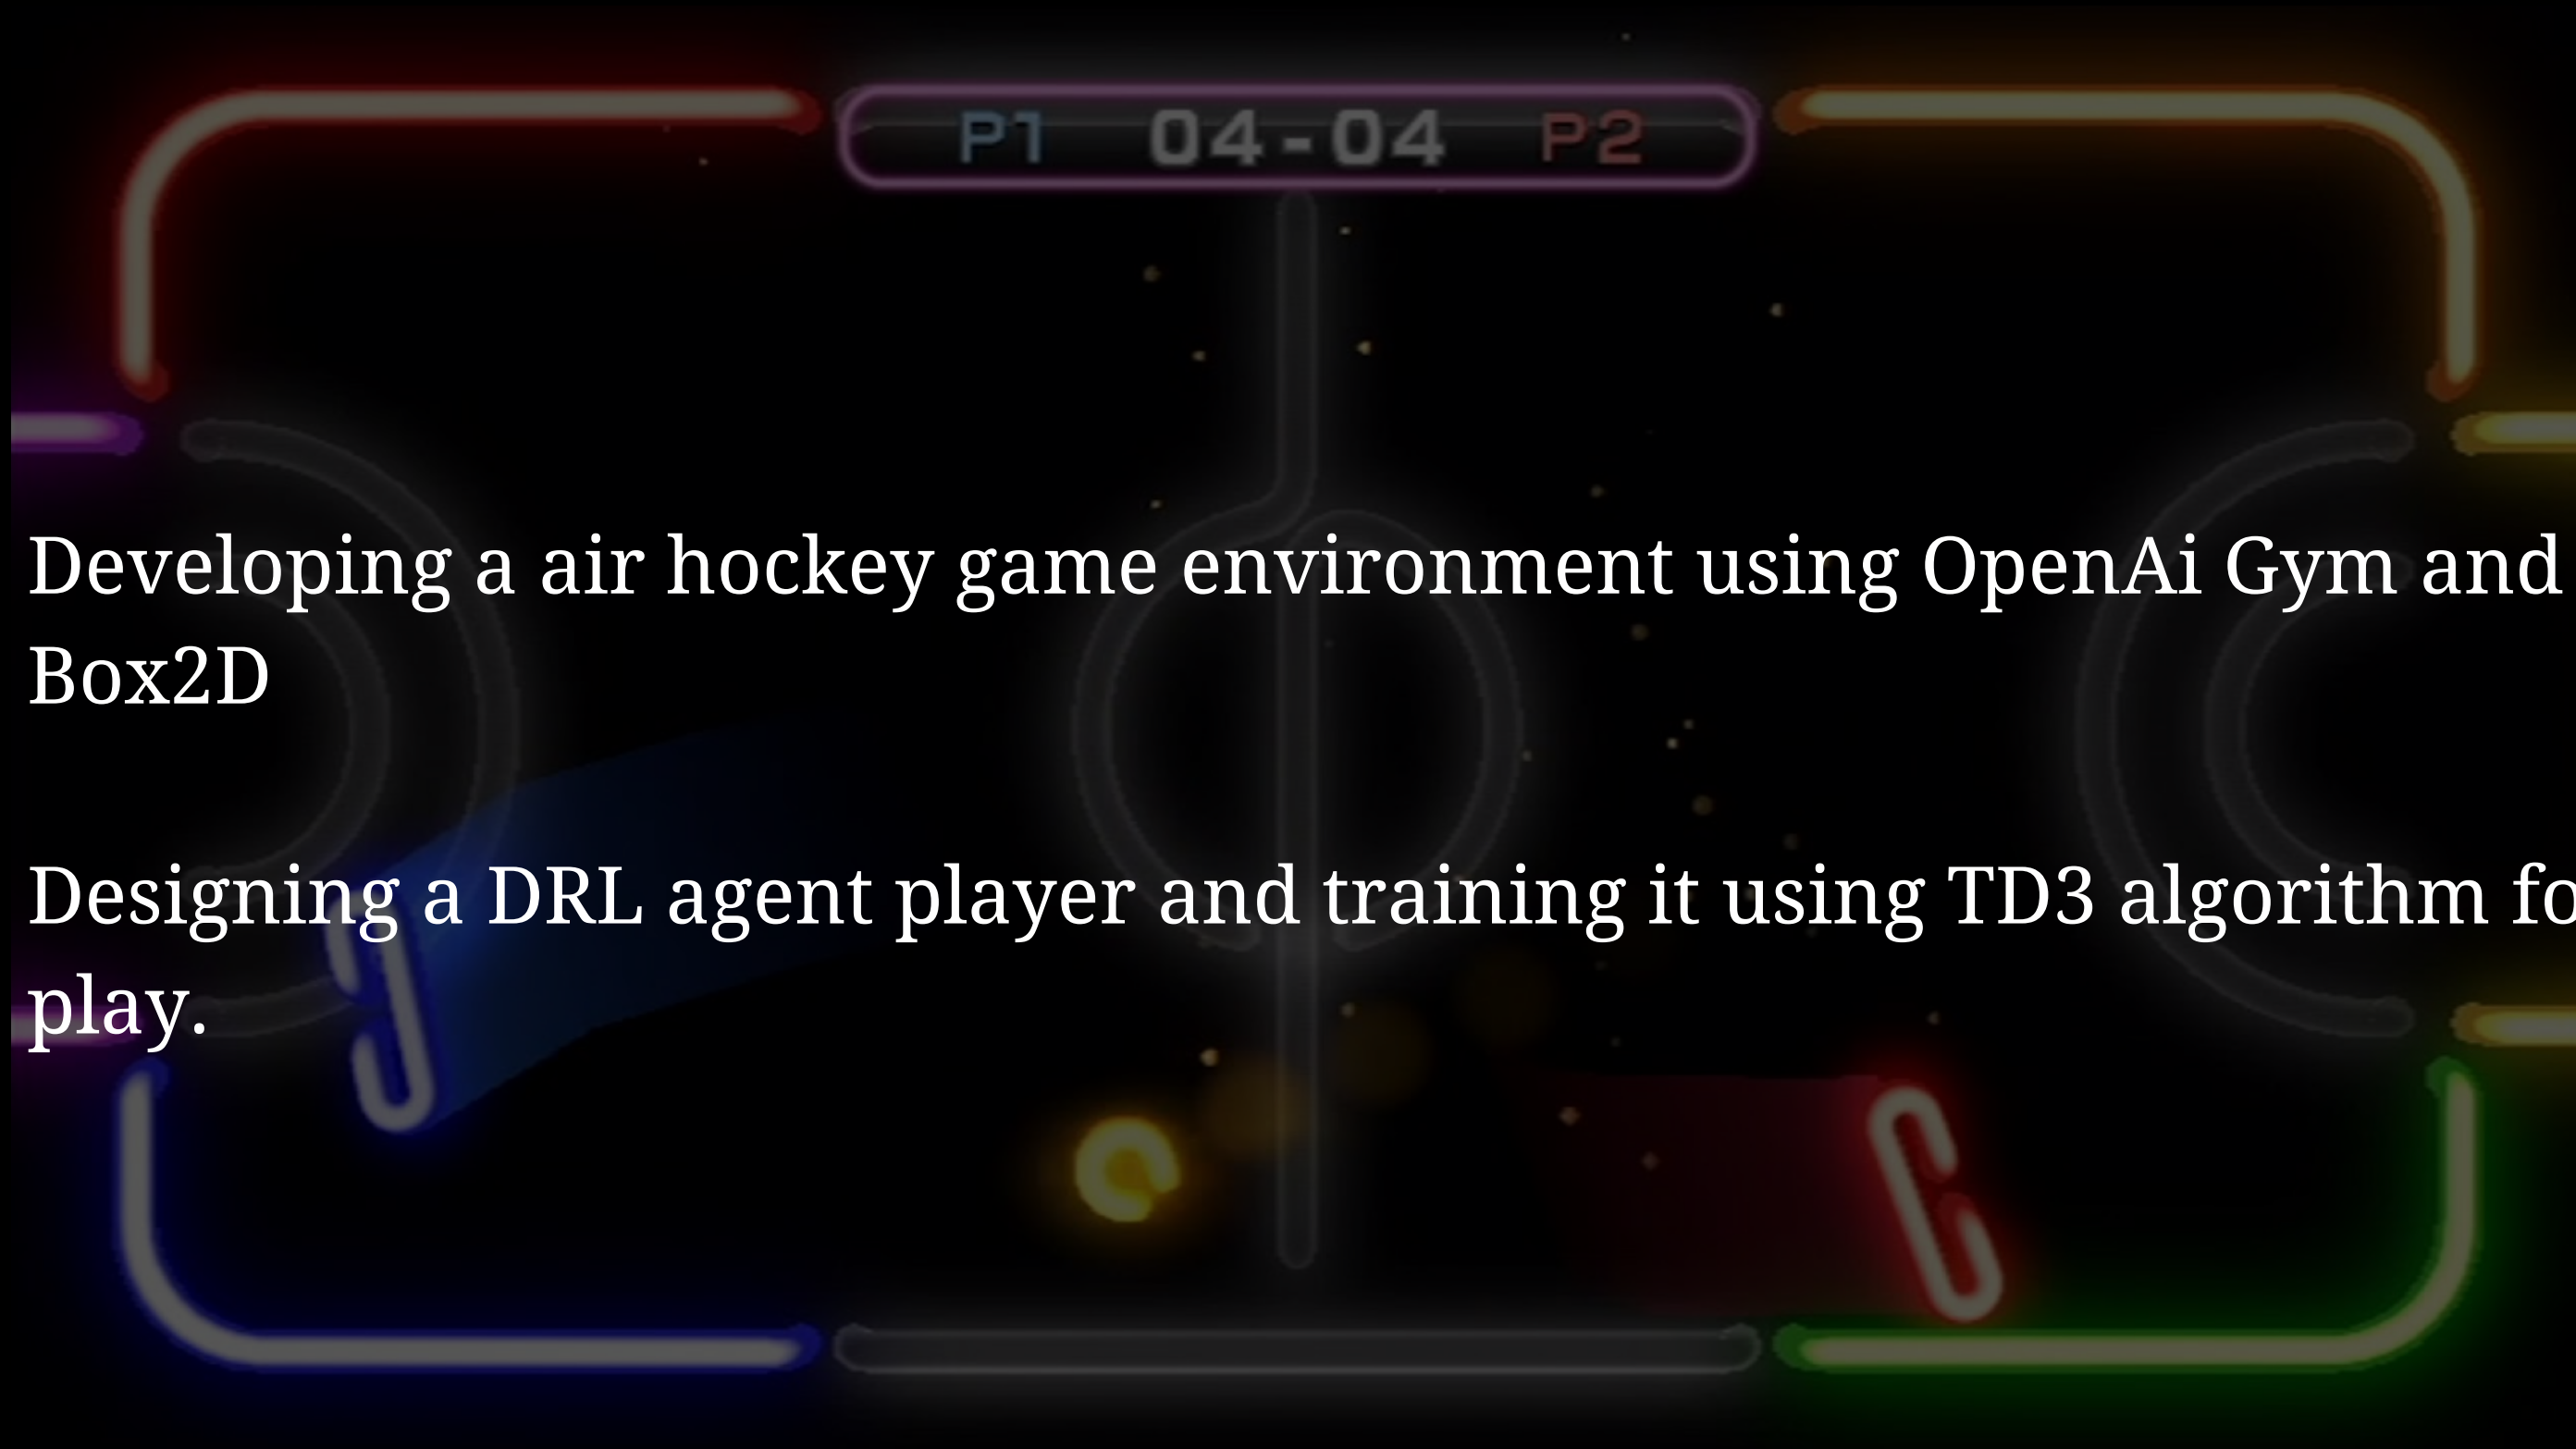 P1 04-04 P2
Developing a air hockey game environment using OpenAi Gym and
Box2D
Designing a DRL agent player and training it using TD3 algorithm fo
play.